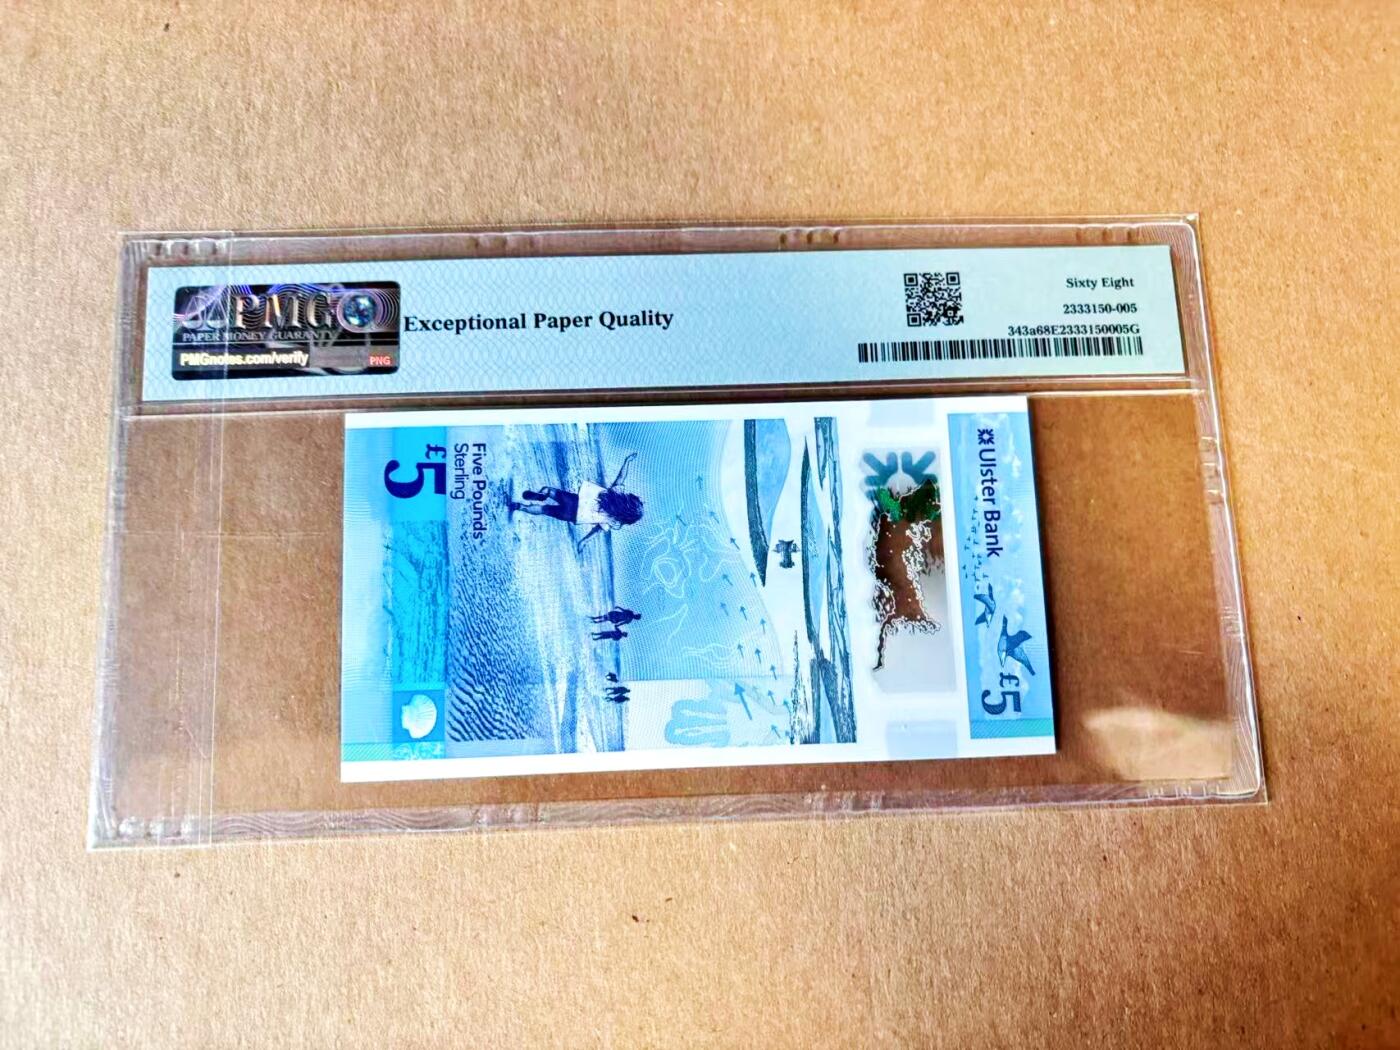 PMG
PAPER MONEY GUARANTY
PMGnotes.com/verify
PNG
Exceptional Paper Quality
Sixty Eight
2333150-005
343a68E2333150005G
Ulster Bank
£5
£5
Five Pounds
Sterling